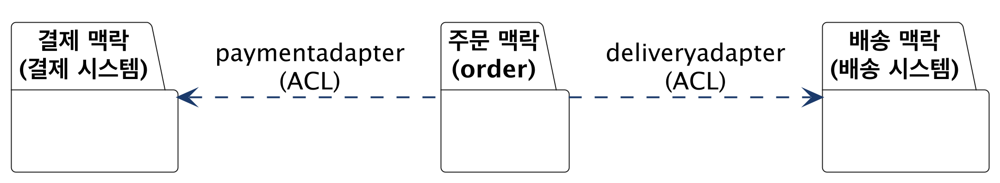 결제 맥락
(결제 시스템)
paymentadapter
(ACL)
주문 맥락
(order)
deliveryadapter
(ACL)
배송 맥락
(배송 시스템)